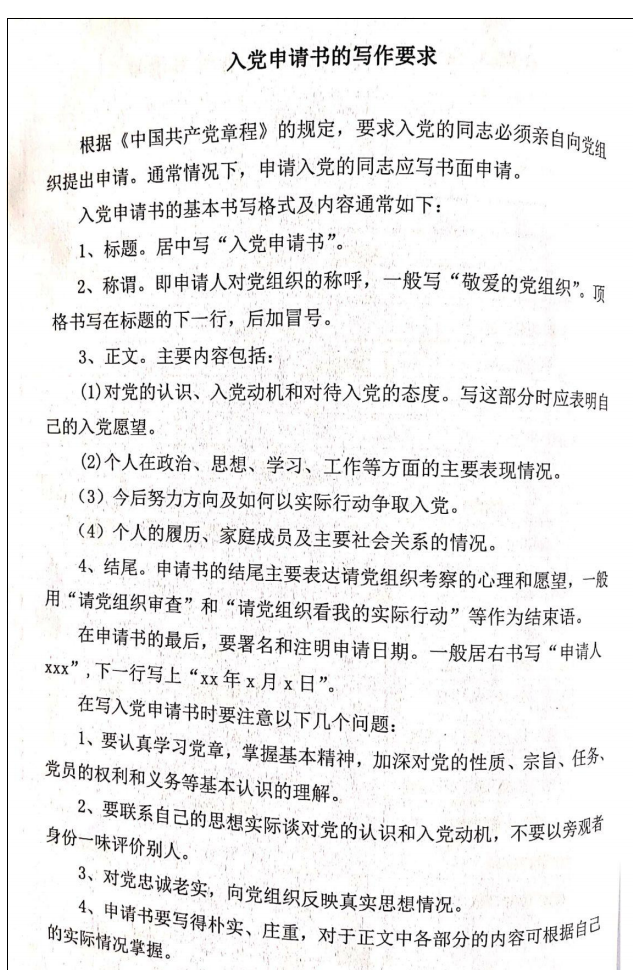 入党申请书的写作要求
根据《中国共产党章程》的规定，要求入党的同志必须亲自向党组
织提出申请。通常情况下，申请入党的同志应写书面申请。
入党申请书的基本书写格式及内容通常如下：
1、标题。居中写“入党申请书”。
2、称谓。即申请人对党组织的称呼，一般写“敬爱的党组织”。顶
格书写在标题的下一行，后加冒号。
3、正文。主要内容包括：
(1)对党的认识、入党动机和对待入党的态度。写这部分时应表明自
己的入党愿望。
(2)个人在政治、思想、学习、工作等方面的主要表现情况。
（3）今后努力方向及如何以实际行动争取入党。
（4）个人的履历、家庭成员及主要社会关系的情况。
4、结尾。申请书的结尾主要表达请党组织考察的心理和愿望，一般
用“请党组织审查”和“请党组织看我的实际行动”等作为结束语。
在申请书的最后，要署名和注明申请日期。一般居右书写“申请人
xxx”,下一行写上“xx 年 x 月 x 日”。
在写入党申请书时要注意以下几个问题：
1、要认真学习党章，掌握基本精神，加深对党的性质、宗旨、任务、
党员的权利和义务等基本认识的理解。
2、要联系自己的思想实际谈对党的认识和入党动机，不要以旁观者
身份一味评价别人。
3、对党忠诚老实，向党组织反映真实思想情况。
4、申请书要写得朴实、庄重，对于正文中各部分的内容可根据自己
的实际情况掌握。